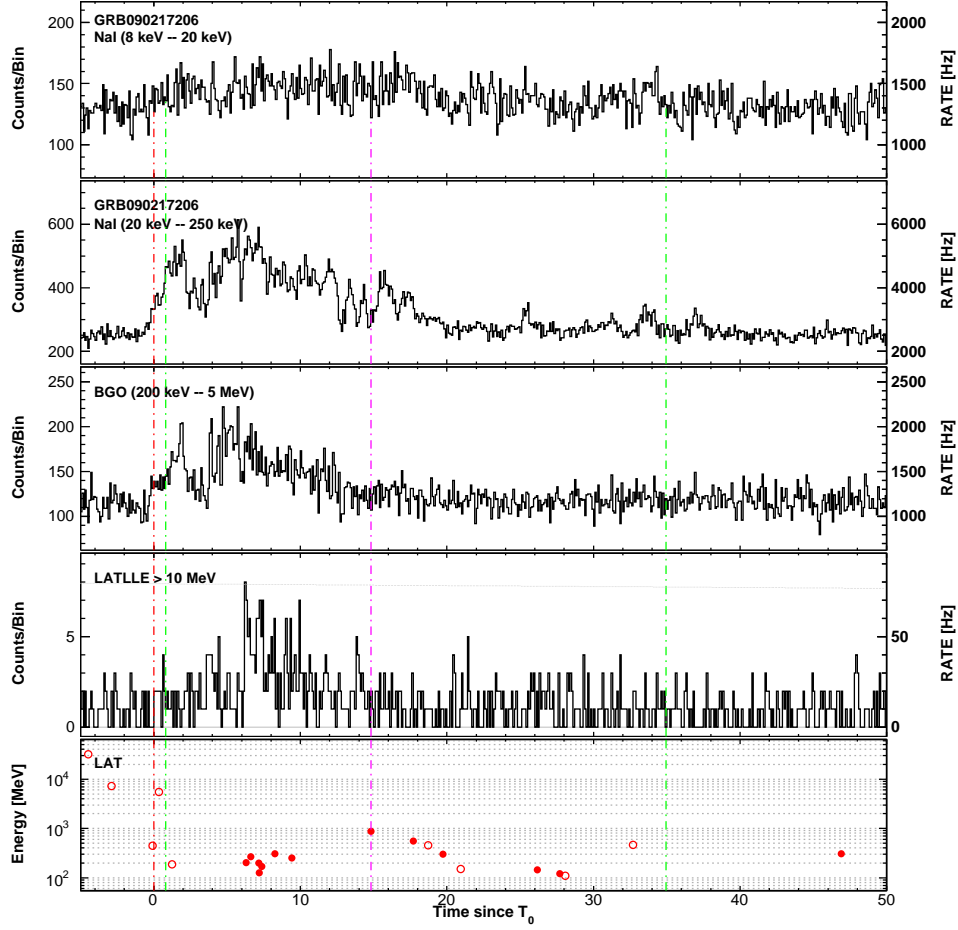 GRB090217206
NaI (8 keV -- 20 keV)
Counts/Bin
200
150
100
RATE [Hz]
2000
1500
1000
GRB090217206
NaI (20 keV -- 250 keV)
Counts/Bin
600
400
200
RATE [Hz]
6000
4000
2000
BGO (200 keV -- 5 MeV)
Counts/Bin
250
200
150
100
RATE [Hz]
2500
2000
1500
1000
LATLLE > 10 MeV
Counts/Bin
5
0
RATE [Hz]
50
0
LAT
Energy [MeV]
10⁴
10³
10²
0 10 20 30 40 50
Time since T₀